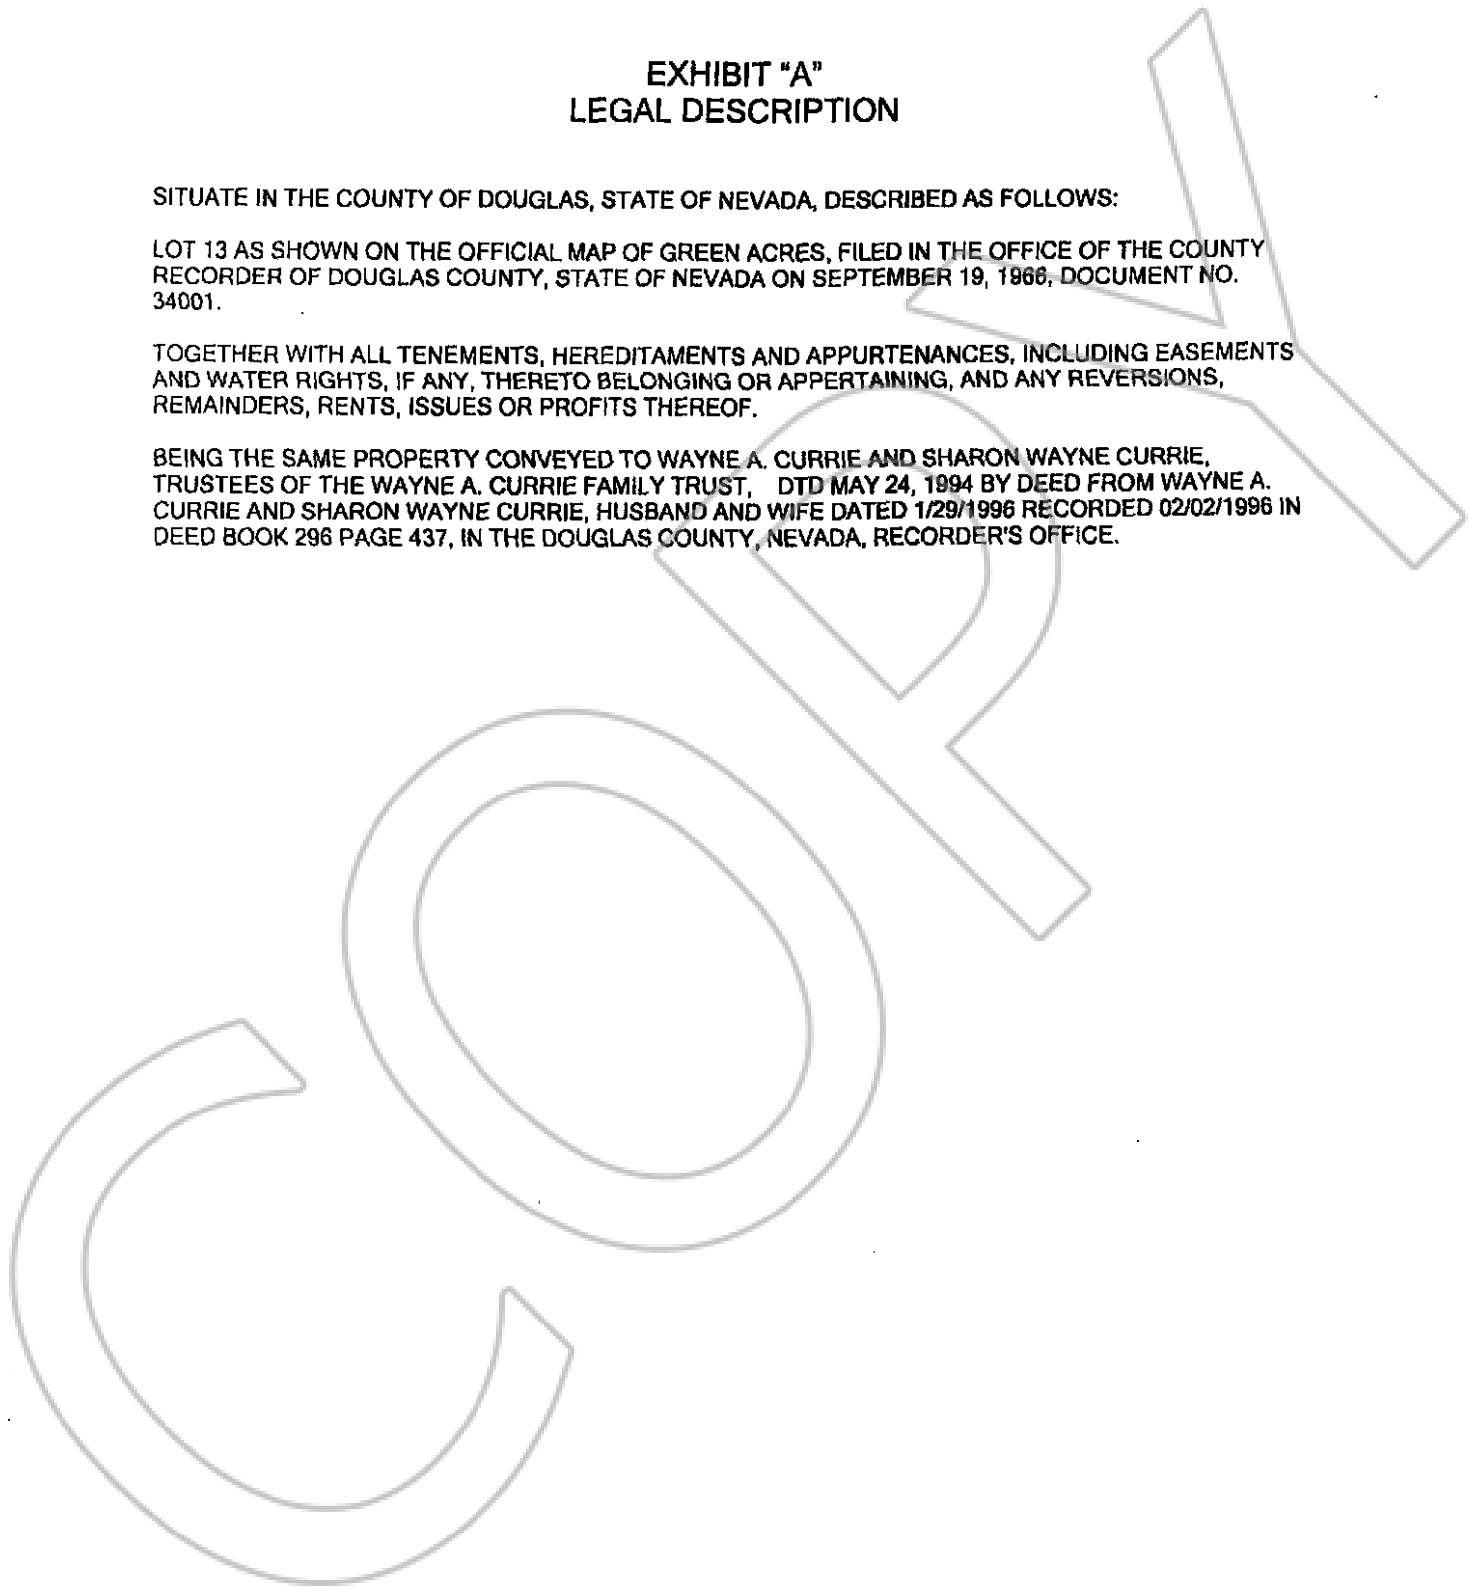 EXHIBIT "A"
LEGAL DESCRIPTION
SITUATE IN THE COUNTY OF DOUGLAS, STATE OF NEVADA, DESCRIBED AS FOLLOWS:
LOT 13 AS SHOWN ON THE OFFICIAL MAP OF GREEN ACRES, FILED IN THE OFFICE OF THE COUNTY
RECORDER OF DOUGLAS COUNTY, STATE OF NEVADA ON SEPTEMBER 19, 1966, DOCUMENT NO.
34001.
TOGETHER WITH ALL TENEMENTS, HEREDITAMENTS AND APPURTENANCES, INCLUDING EASEMENTS
AND WATER RIGHTS, IF ANY, THERETO BELONGING OR APPERTAINING, AND ANY REVERSIONS,
REMAINDERS, RENTS, ISSUES OR PROFITS THEREOF.
BEING THE SAME PROPERTY CONVEYED TO WAYNE A. CURRIE AND SHARON WAYNE CURRIE,
TRUSTEES OF THE WAYNE A. CURRIE FAMILY TRUST, DTD MAY 24, 1994 BY DEED FROM WAYNE A.
CURRIE AND SHARON WAYNE CURRIE, HUSBAND AND WIFE DATED 1/29/1996 RECORDED 02/02/1996 IN
DEED BOOK 296 PAGE 437, IN THE DOUGLAS COUNTY, NEVADA, RECORDER'S OFFICE.
COPY